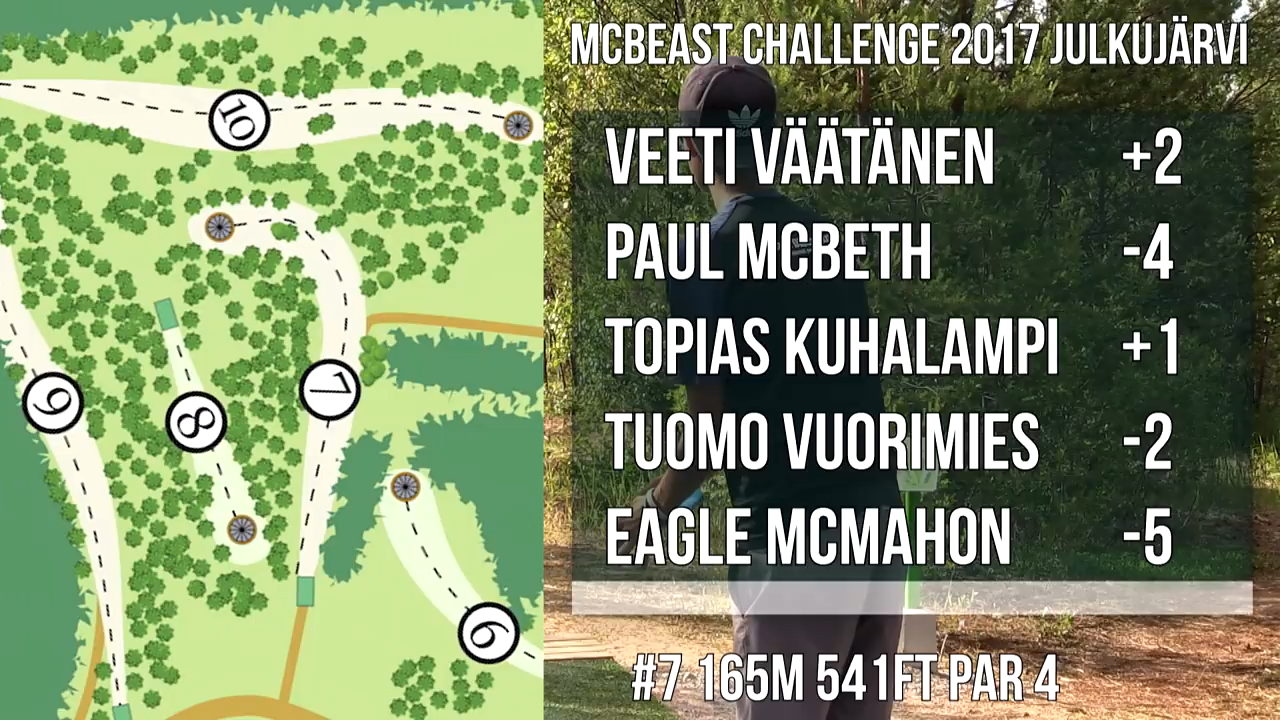 MCBEAST CHALLENGE 2017 JULKUJÄRVI
VEETI VÄÄTÄNEN +2
PAUL MCBETH -4
TOPIAS KUHALAMPI +1
TUOMO VUORIMIES -2
EAGLE MCMAHON -5
#7 165M 541FT PAR 4
10
7
9
8
6